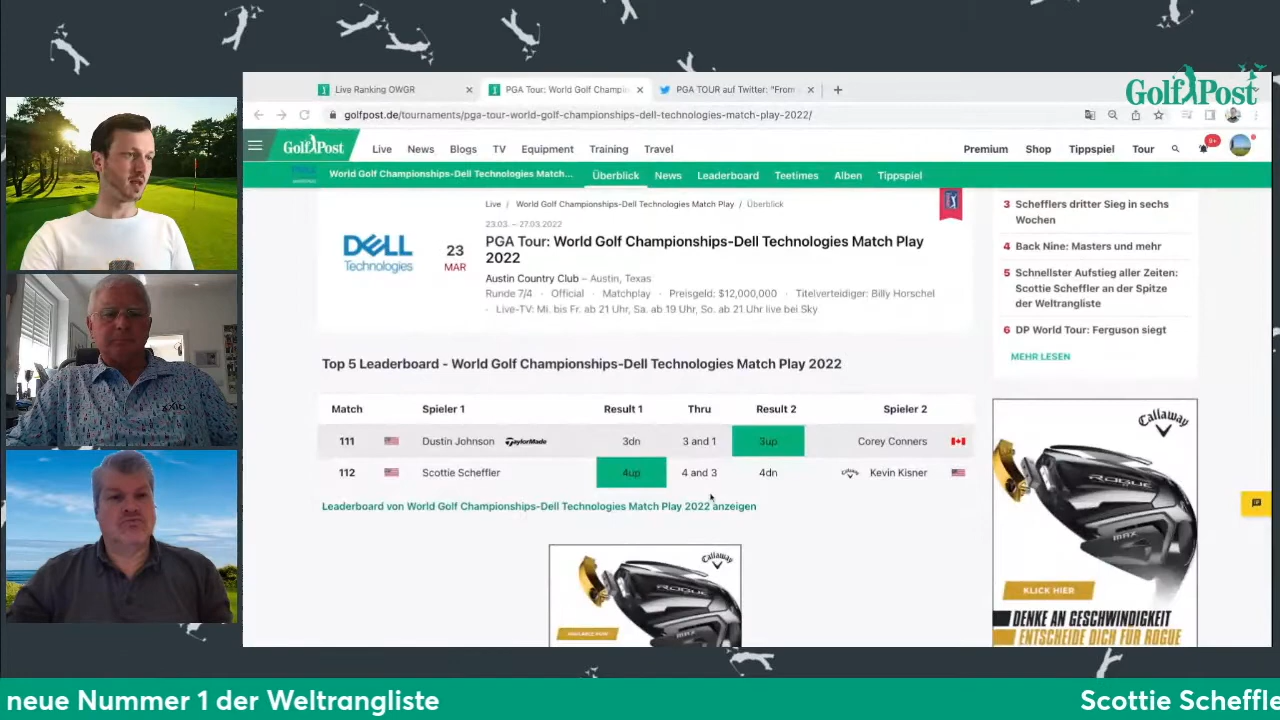 Live Ranking OWGR
PGA Tour: World Golf Champio
PGA TOUR auf Twitter: "From
GolfPost
golfpost.de/tournaments/pga-tour-world-golf-championships-dell-technologies-match-play-2022/
GolfPost
Live News Blogs TV Equipment Training Travel
Premium Shop Tippspiel Tour
9+
World Golf Championships-Dell Technologies Match...
Überblick News Leaderboard Teetimes Alben Tippspiel
Live / World Golf Championships-Dell Technologies Match Play / Überblick
23.03. – 27.03.2022
DELL
Technologies
23
MAR
PGA Tour: World Golf Championships-Dell Technologies Match Play
2022
Austin Country Club – Austin, Texas
Runde 7/4 · Official · Matchplay · Preisgeld: $12,000,000 · Titelverteidiger: Billy Horschel
· Live-TV: Mi. bis Fr. ab 21 Uhr, Sa. ab 19 Uhr, So. ab 21 Uhr live bei Sky
3 Schefflers dritter Sieg in sechs
Wochen
4 Back Nine: Masters und mehr
5 Schnellster Aufstieg aller Zeiten:
Scottie Scheffler an der Spitze
der Weltrangliste
6 DP World Tour: Ferguson siegt
MEHR LESEN
Top 5 Leaderboard - World Golf Championships-Dell Technologies Match Play 2022
Match Spieler 1 Result 1 Thru Result 2 Spieler 2
111 Dustin Johnson TaylorMade 3dn 3 and 1 3up Corey Conners
112 Scottie Scheffler 4up 4 and 3 4dn Kevin Kisner
Leaderboard von World Golf Championships-Dell Technologies Match Play 2022 anzeigen
Callaway
ROGUE
MAX
Callaway
ROGUE
MAX
KLICK HIER
DENKE AN GESCHWINDIGKEIT
ENTSCHEIDE DICH FÜR ROGUE
XXIO
neue Nummer 1 der Weltrangliste
Scottie Scheffle